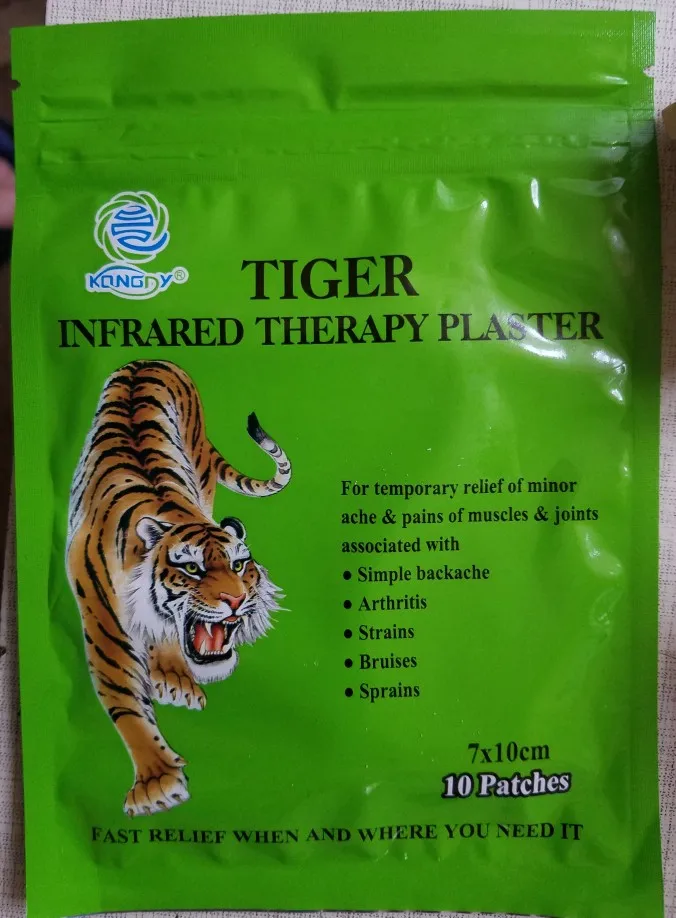 KONGDY®
TIGER
INFRARED THERAPY PLASTER
For temporary relief of minor
ache & pains of muscles & joints
associated with
• Simple backache
• Arthritis
• Strains
• Bruises
• Sprains
7x10cm
10 Patches
FAST RELIEF WHEN AND WHERE YOU NEED IT